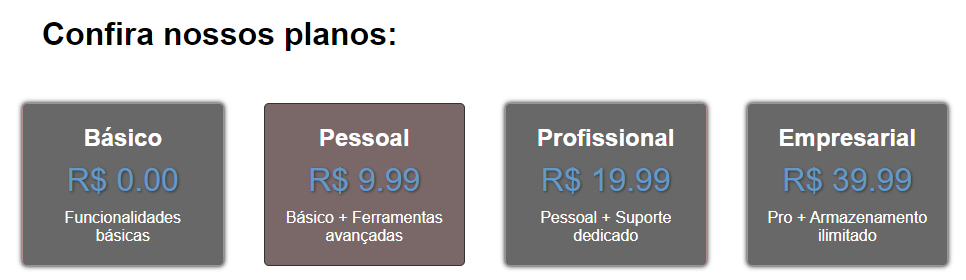 Confira nossos planos:
Básico
R$ 0.00
Funcionalidades
básicas
Pessoal
R$ 9.99
Básico + Ferramentas
avançadas
Profissional
R$ 19.99
Pessoal + Suporte
dedicado
Empresarial
R$ 39.99
Pro + Armazenamento
ilimitado